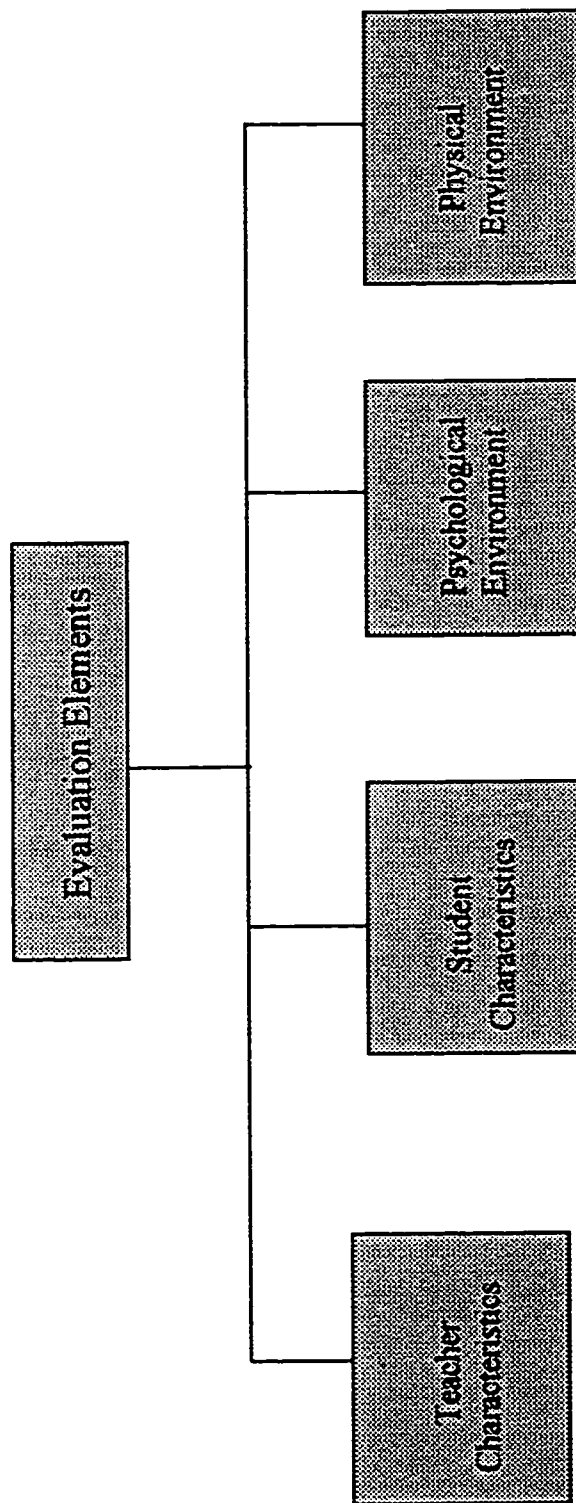 Evaluation Elements
Teacher
Characteristics
Student
Characteristics
Psychological
Environment
Physical
Environment